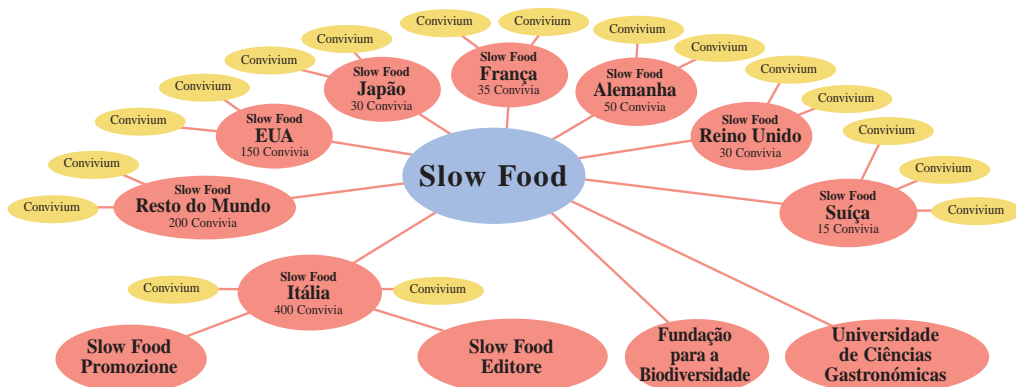 Convivium
Convivium
Convivium
Convivium
Convivium
Convivium
Slow Food
França
35 Convivia
Slow Food
Japão
30 Convivia
Slow Food
Alemanha
50 Convivia
Convivium
Convivium
Convivium
Convivium
Convivium
Slow Food
EUA
150 Convivia
Slow Food
Reino Unido
30 Convivia
Convivium
Convivium
Convivium
Convivium
Convivium
Slow Food
Slow Food
Resto do Mundo
200 Convivia
Slow Food
Suíça
15 Convivia
Slow Food
Itália
400 Convivia
Convivium
Convivium
Slow Food
Promozione
Slow Food
Editore
Fundação
para a
Biodiversidade
Universidade
de Ciências
Gastronómicas